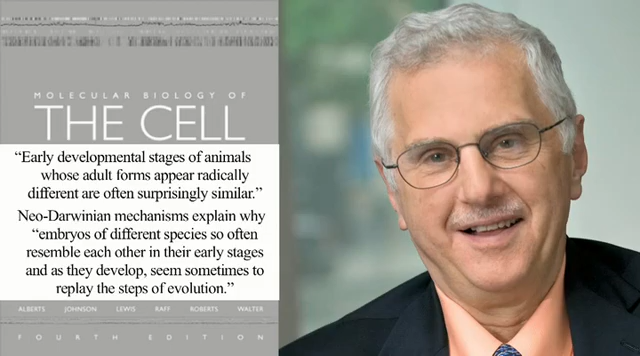 MOLECULAR BIOLOGY OF
THE CELL
“Early developmental stages of animals
whose adult forms appear radically
different are often surprisingly similar.”
Neo-Darwinian mechanisms explain why
“embryos of different species so often
resemble each other in their early stages
and as they develop, seem sometimes to
replay the steps of evolution.”
ALBERTS JOHNSON LEWIS RAFF ROBERTS WALTER
FOURTH EDITION